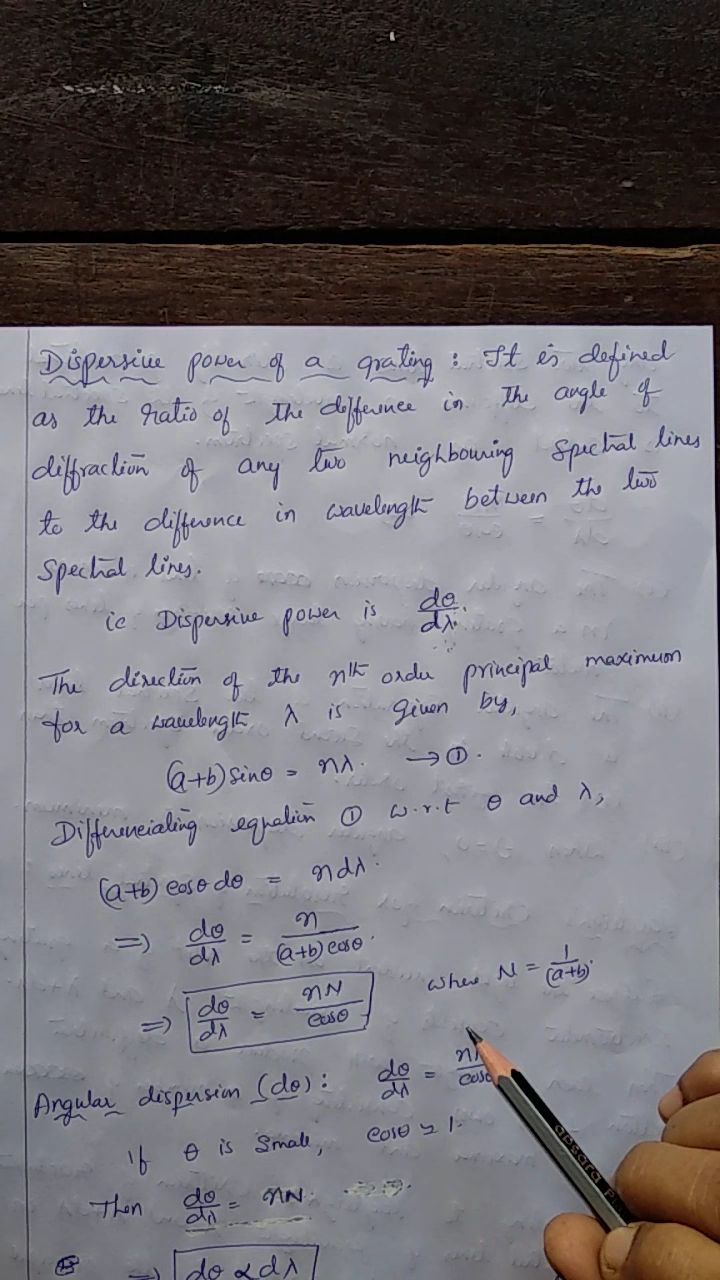 Dispersive power of a grating : It is defined
as the ratio of the difference in the angle of
diffraction of any two neighbouring spectral lines
to the difference in wavelength between the two
spectral lines.
ie Dispersive power is dθ/dλ.
The direction of the nth order principal maximum
for a wavelength λ is given by,
(a+b) sinθ = nλ. → ①.
Differenciating equation ① w.r.t θ and λ,
(a+b) cosθ dθ = n dλ.
⇒ dθ/dλ = n/(a+b) cosθ.
⇒ dθ/dλ = nN/cosθ where N = 1/(a+b).
Angular dispersion (dθ) : dθ/dλ =
If θ is small, cosθ ≃ 1.
Then dθ/dλ = nN.
⇒ dθ ∝ dλ
apsara